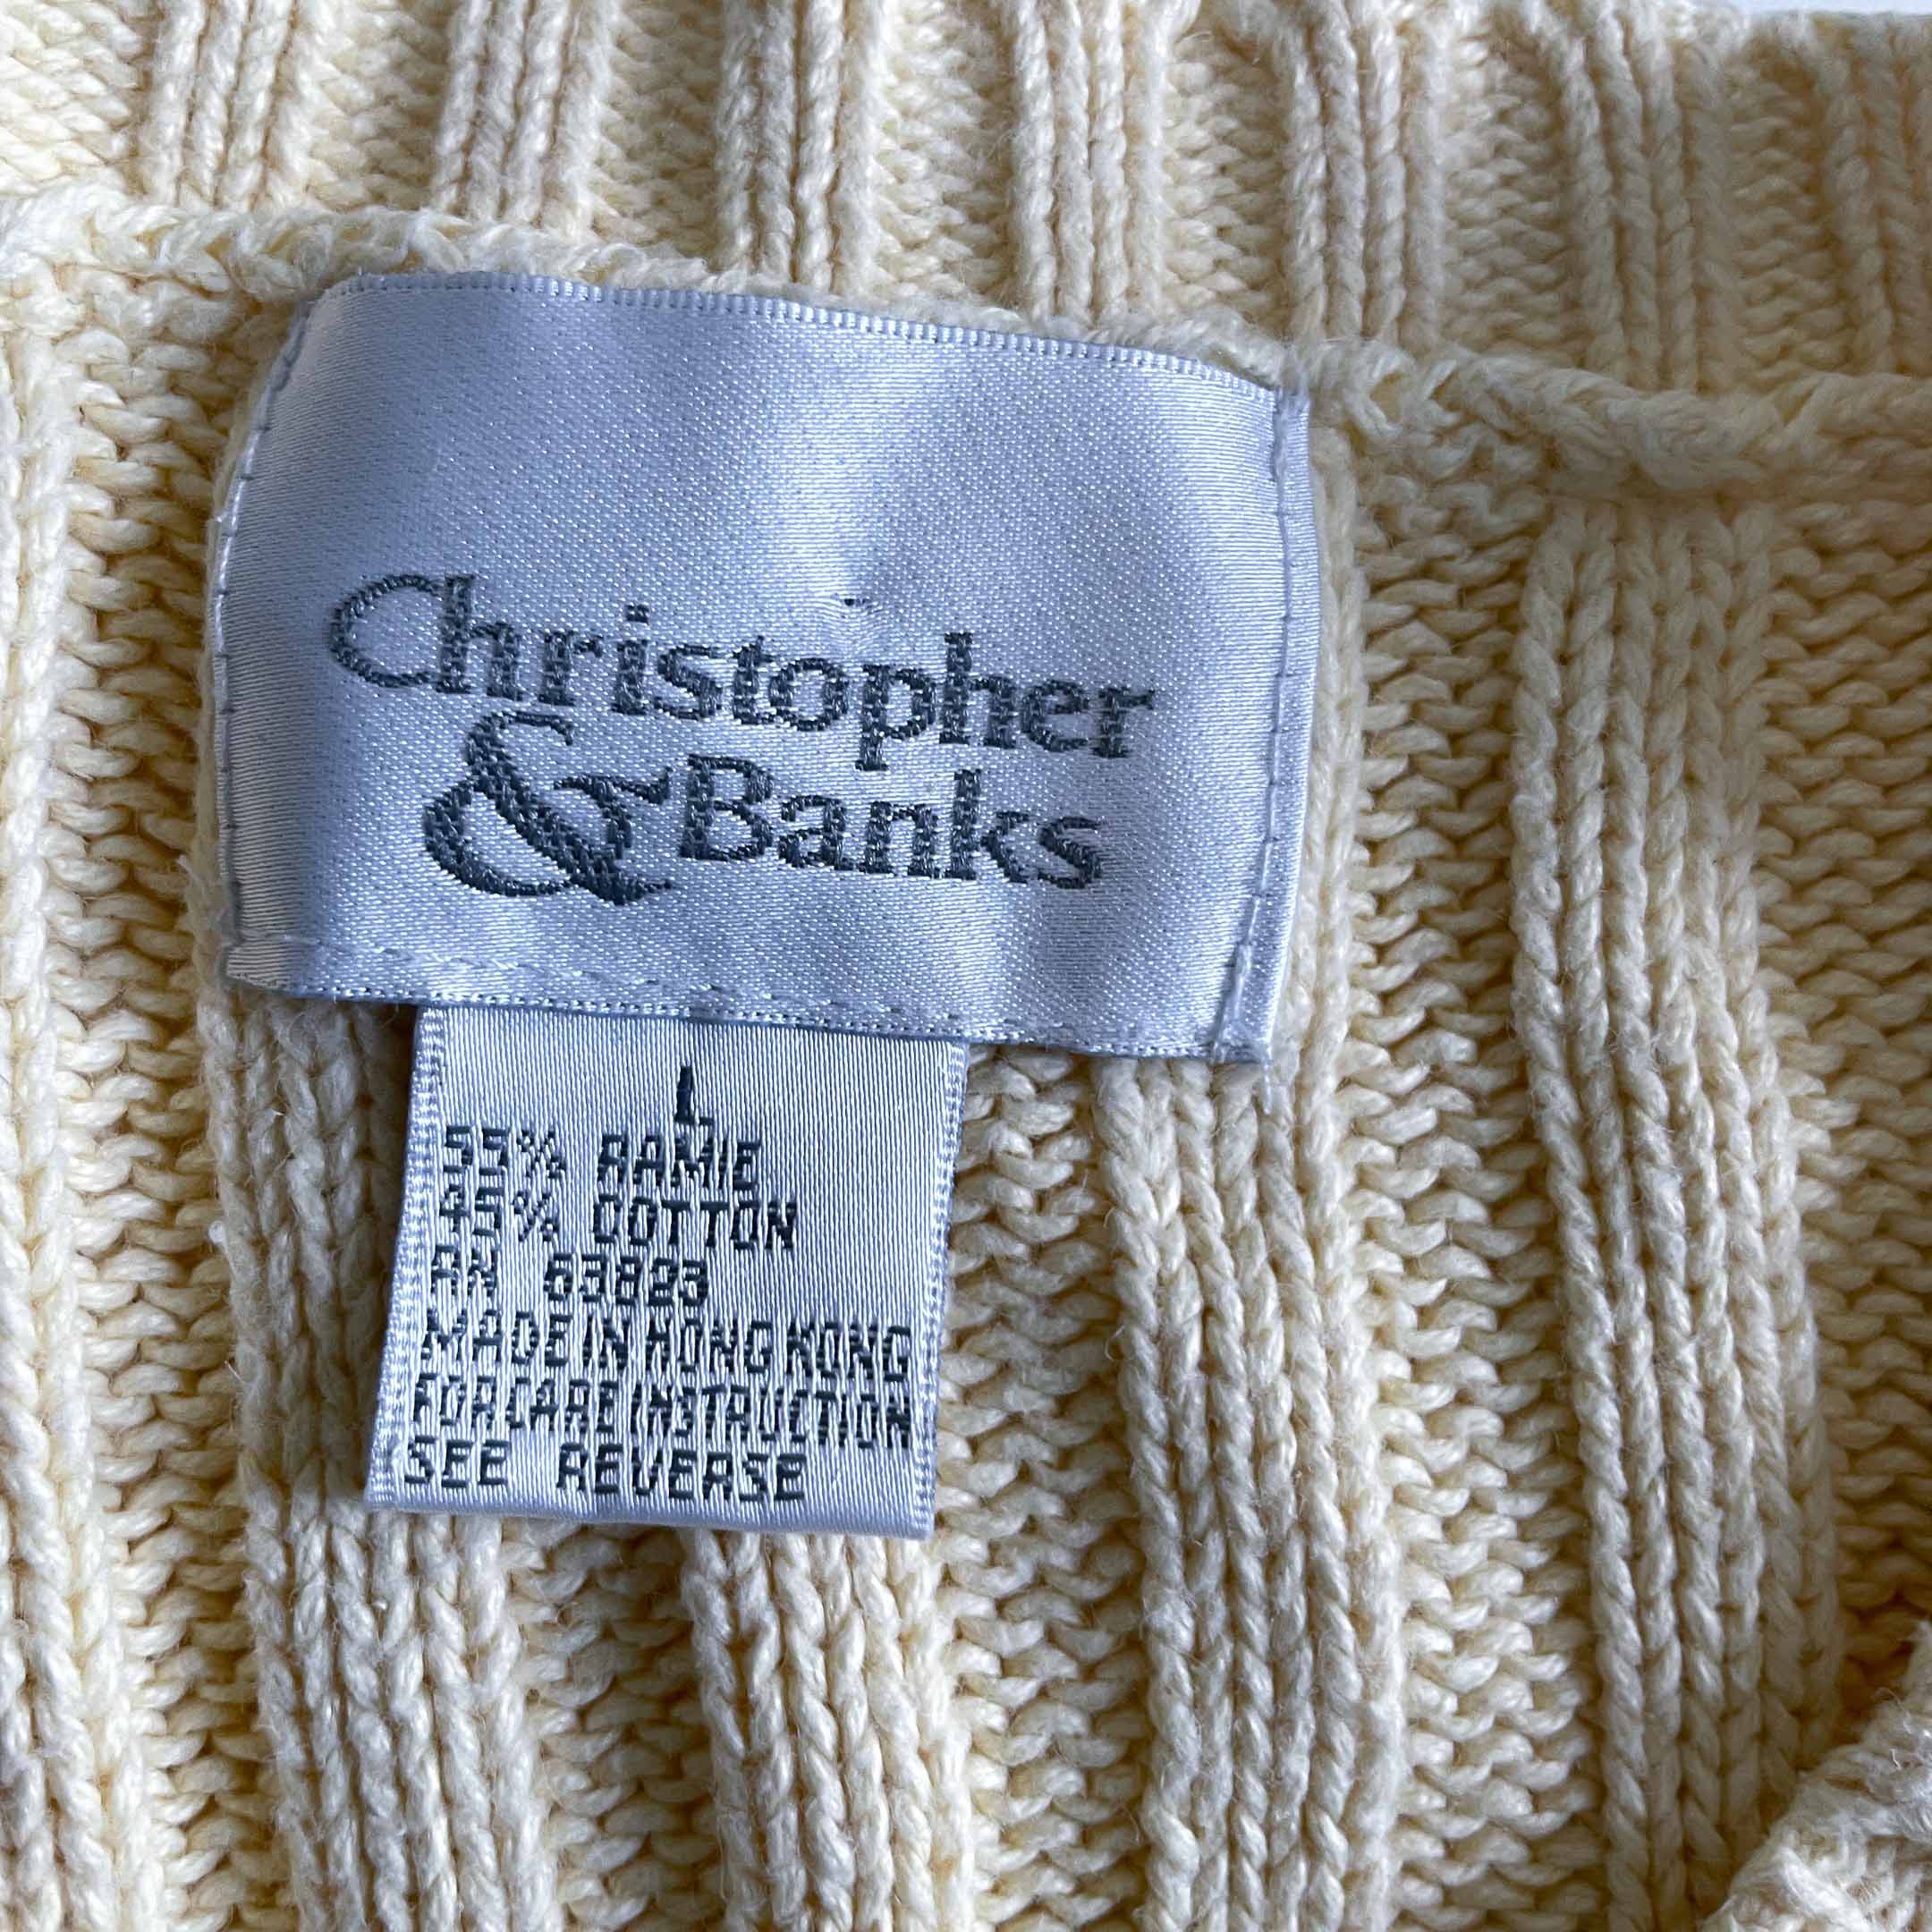 Christopher
& Banks
L
55% RAMIE
45% COTTON
RN 63823
MADE IN HONG KONG
FOR CARE INSTRUCTION
SEE REVERSE